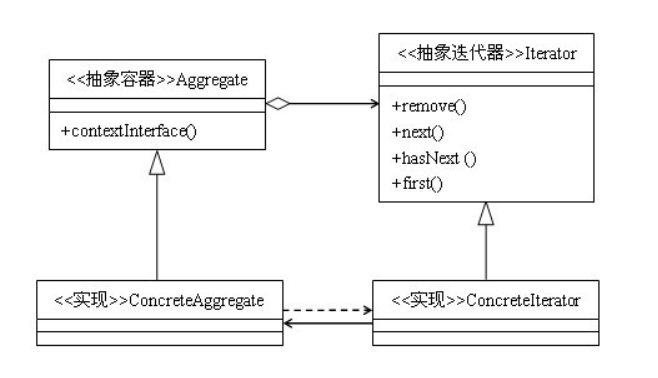 <<抽象容器>>Aggregate
+contextInterface()
<<抽象迭代器>>Iterator
+remove()
+next()
+hasNext ()
+first()
<<实现>>ConcreteAggregate
<<实现>>ConcreteIterator